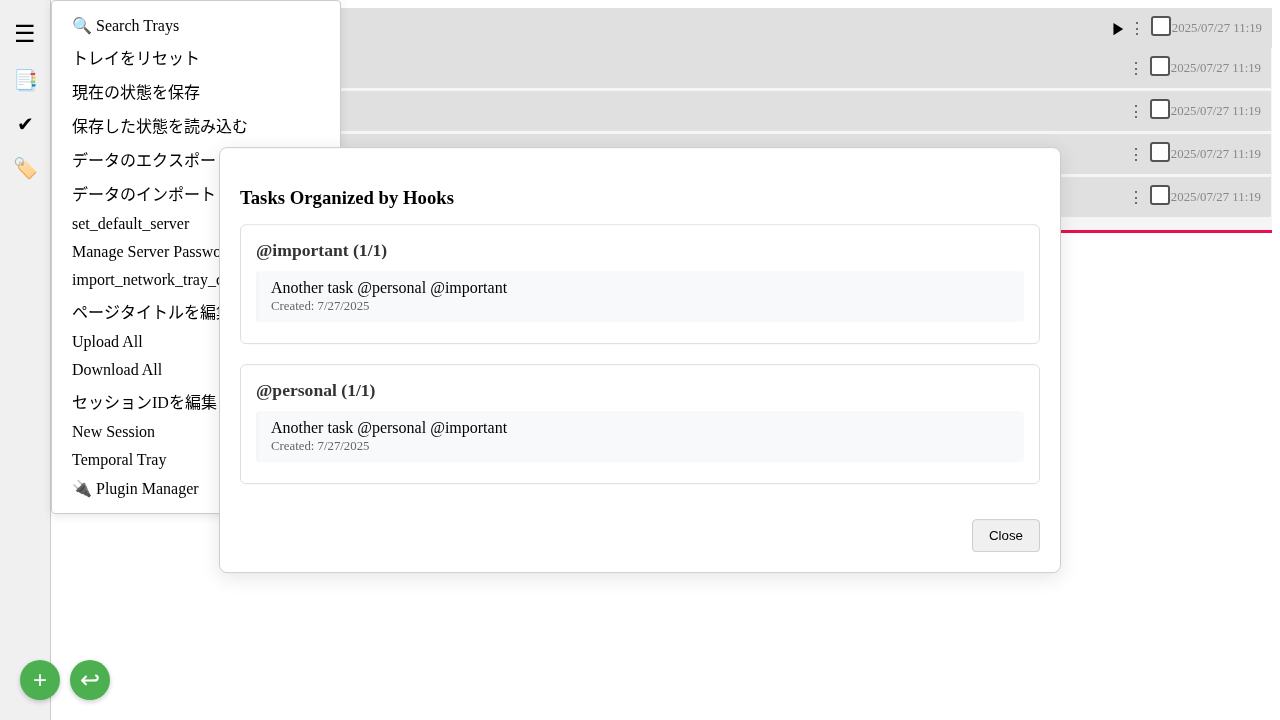 🔍 Search Trays
トレイをリセット
現在の状態を保存
保存した状態を読み込む
データのエクスポー
データのインポート
set_default_server
Manage Server
import_network_tray_
ページタイトルを編集
Upload All
Download All
セッションIDを編集
New Session
Temporal Tray
🔌 Plugin Manager
2025/07/27 11:19
2025/07/27 11:19
2025/07/27 11:19
2025/07/27 11:19
2025/07/27 11:19
Tasks Organized by Hooks
@important (1/1)
Another task @personal @important
Created: 7/27/2025
@personal (1/1)
Another task @personal @important
Created: 7/27/2025
Close